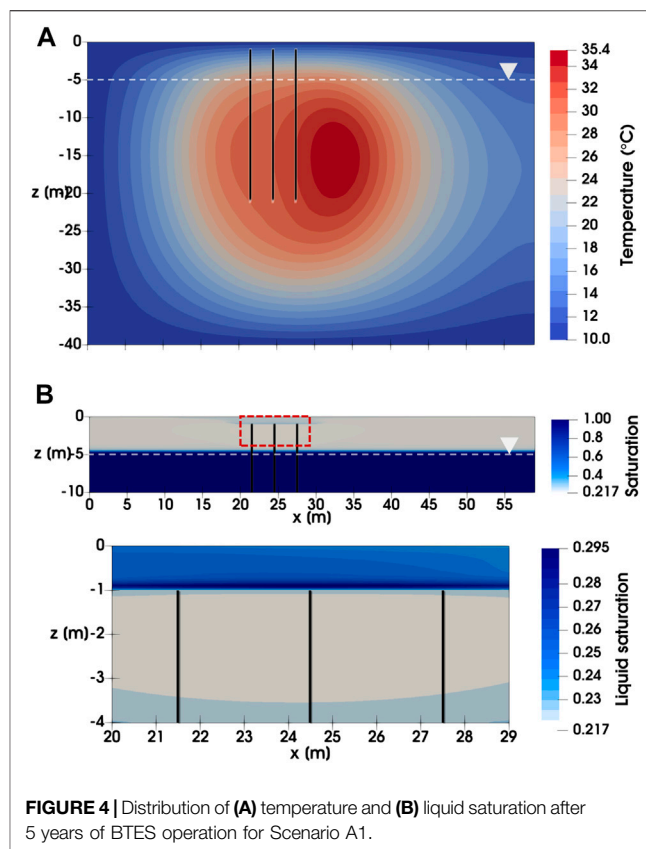 A
0
-5
-10
-15
z (m)-20
-25
-30
-35
-40
35.4
34
32
30
28
26
24
22
20
18
16
14
12
10.0
Temperature (°C)
B
0
z (m)-5
-10
0 5 10 15 20 25 30 35 40 45 50 55
x (m)
1.00
0.8
0.6
0.4
0.217
Saturation
0
-1
z (m)-2
-3
-4
20 21 22 23 24 25 26 27 28 29
x (m)
0.295
0.28
0.27
0.26
0.25
0.24
0.23
0.217
Liquid saturation
FIGURE 4 | Distribution of (A) temperature and (B) liquid saturation after
5 years of BTES operation for Scenario A1.